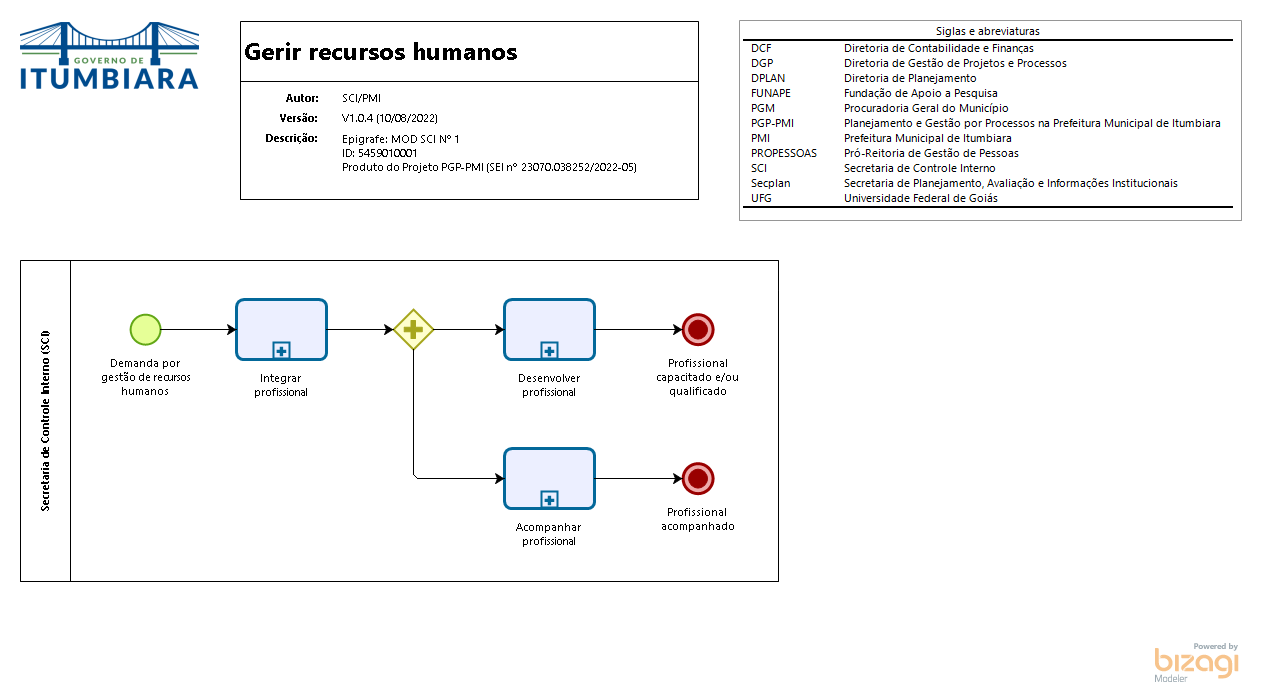 GOVERNO DE
ITUMBIARA
Gerir recursos humanos
Autor: SCI/PMI
Versão: V1.0.4 (10/08/2022)
Descrição: Epigrafe: MOD SCI Nº 1
ID: 5459010001
Produto do Projeto PGP-PMI (SEI nº 23070.038252/2022-05)
Siglas e abreviaturas
DCF Diretoria de Contabilidade e Finanças
DGP Diretoria de Gestão de Projetos e Processos
DPLAN Diretoria de Planejamento
FUNAPE Fundação de Apoio a Pesquisa
PGM Procuradoria Geral do Município
PGP-PMI Planejamento e Gestão por Processos na Prefeitura Municipal de Itumbiara
PMI Prefeitura Municipal de Itumbiara
PROPESSOAS Pró-Reitoria de Gestão de Pessoas
SCI Secretaria de Controle Interno
Secplan Secretaria de Planejamento, Avaliação e Informações Institucionais
UFG Universidade Federal de Goiás
Secretaria de Controle Interno (SCI)
Demanda por
gestão de recursos
humanos
Integrar
profissional
Desenvolver
profissional
Profissional
capacitado e/ou
qualificado
Acompanhar
profissional
Profissional
acompanhado
Powered by
bizagi
Modeler